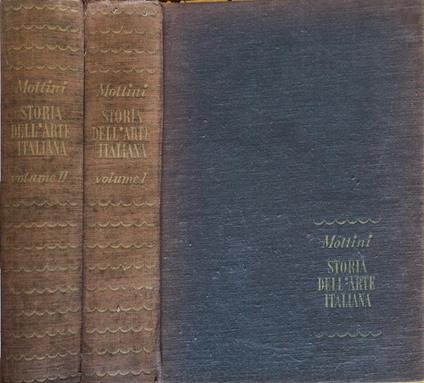 Mottini
STORIA
DELL'ARTE
ITALIANA
volume II
Mottini
STORIA
DELL'ARTE
ITALIANA
volume I
Mottini
STORIA
DELL'ARTE
ITALIANA